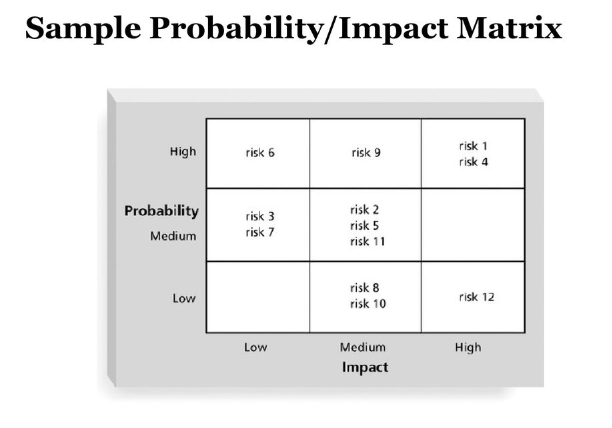 Sample Probability/Impact Matrix
High
risk 6
risk 9
risk 1
risk 4
Probability
Medium
risk 3
risk 7
risk 2
risk 5
risk 11
Low
risk 8
risk 10
risk 12
Low
Medium
High
Impact